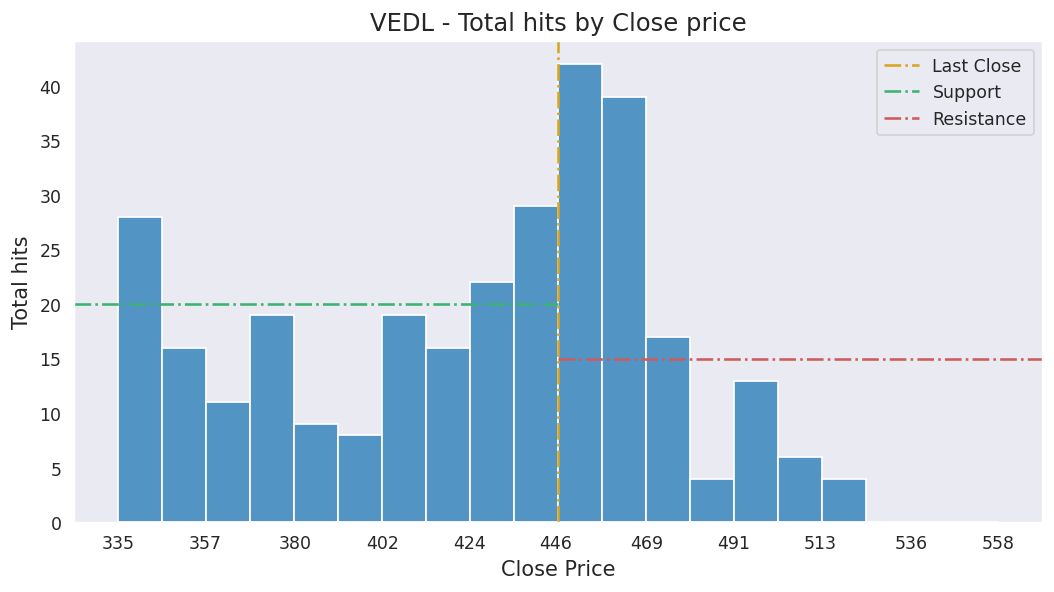 VEDL - Total hits by Close price
Last Close
Support
Resistance
Total hits
40
35
30
25
20
15
10
5
0
335 357 380 402 424 446 469 491 513 536 558
Close Price